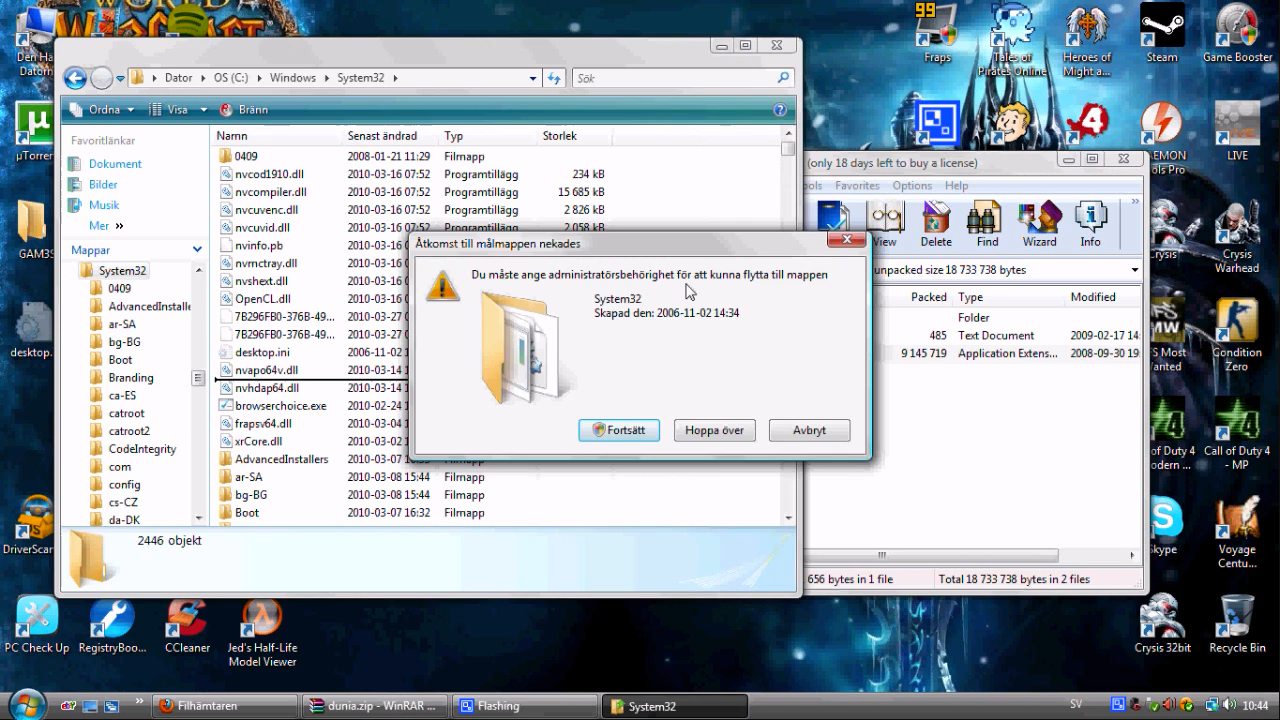 99
Den Hä
Datorn
µTorren
GAM3S
desktop.
DriverScan
Fraps
Tales of
Pirates Online
Heroes of
Might a...
Steam
Game Booster
DAEMON
ols Pro
LIVE
Crysis
Crysis
Warhead
S Most
anted
Condition
Zero
of Duty 4
odern ...
Call of Duty 4
- MP
Skype
Voyage
Centu...
Crysis 32bit
Recycle Bin
PC Check Up
RegistryBoo...
CCleaner
Jed's Half-Life
Model Viewer
Dator OS (C:) Windows System32
Sök
Ordna Visa Bränn
Favoritlänkar
Dokument
Bilder
Musik
Mer »
Mappar
System32
0409
AdvancedInstalle
ar-SA
bg-BG
Boot
Branding
ca-ES
catroot
catroot2
CodeIntegrity
com
config
cs-CZ
da-DK
Namn Senast ändrad Typ Storlek
0409 2008-01-21 11:29 Filmapp
nvcod1910.dll 2010-03-16 07:52 Programtillägg 234 kB
nvcompiler.dll 2010-03-16 07:52 Programtillägg 15 685 kB
nvcuvenc.dll 2010-03-16 07:52 Programtillägg 2 826 kB
nvcuvid.dll 2010-03-16 07:52 Programtillägg 2 058 kB
nvinfo.pb 2010-03-16
nvmctray.dll 2010-03-16
nvshext.dll 2010-03-16
OpenCL.dll 2010-03-16
7B296FB0-376B-49... 2010-03-27
7B296FB0-376B-49... 2010-03-27
desktop.ini 2006-11-02
nvapo64v.dll 2010-03-14
nvhdap64.dll 2010-03-14
browserchoice.exe 2010-02-24
frapsv64.dll 2010-03-14
xrCore.dll 2010-03-14
AdvancedInstallers 2010-03-07 Filmapp
ar-SA 2010-03-08 15:44 Filmapp
bg-BG 2010-03-08 15:44 Filmapp
Boot 2010-03-07 16:32 Filmapp
2446 objekt
Åtkomst till målmappen nekades
Du måste ange administratörsbehörighet för att kunna flytta till mappen
System32
Skapad den: 2006-11-02 14:34
Fortsätt Hoppa över Avbryt
(only 18 days left to buy a license)
ols Favorites Options Help
View Delete Find Wizard Info
unpacked size 18 733 738 bytes
Packed Type Modified
Folder
485 Text Document 2009-02-17 14:
9 145 719 Application Extens... 2008-09-30 19
656 bytes in 1 file Total 18 733 738 bytes in 2 files
Filhämtaren dunia.zip - WinRAR ... Flashing System32 SV 10:44